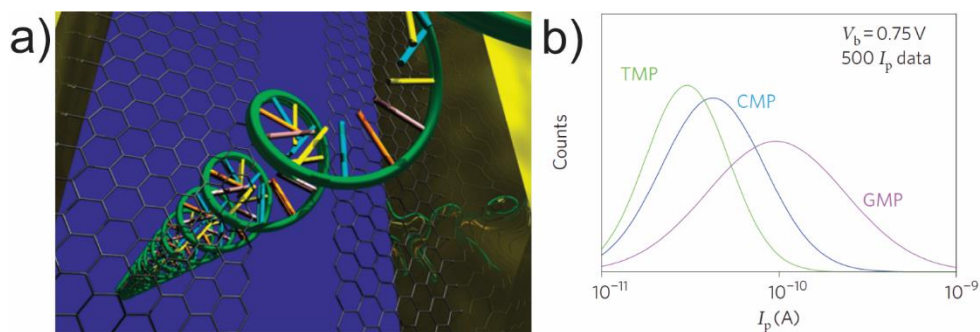 a)
b)
V_b = 0.75 V
500 I_p data
TMP
CMP
GMP
Counts
10⁻¹¹
10⁻¹⁰
10⁻⁹
I_p (A)